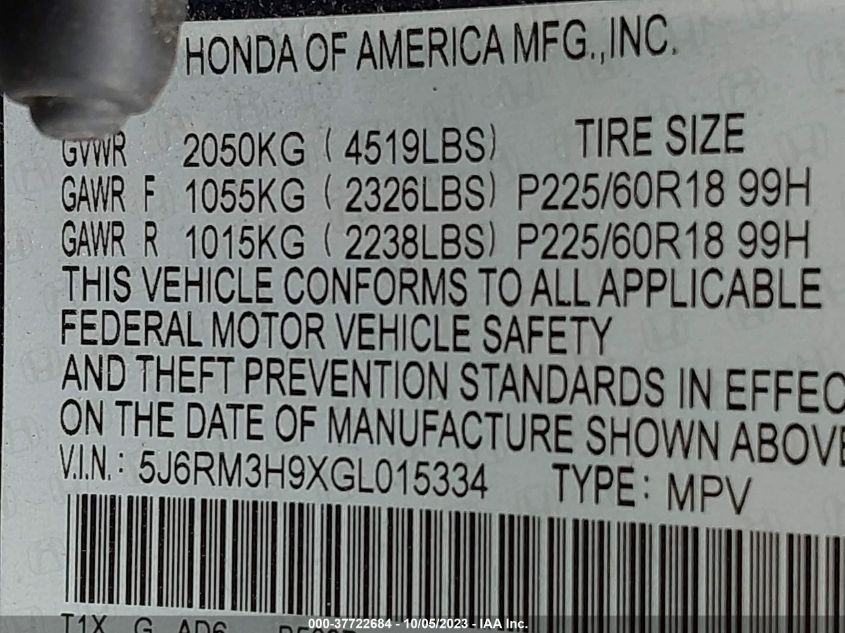 HONDA OF AMERICA MFG.,INC.
GVWR 2050KG ( 4519LBS) TIRE SIZE
GAWR F 1055KG ( 2326LBS) P225/60R18 99H
GAWR R 1015KG ( 2238LBS) P225/60R18 99H
THIS VEHICLE CONFORMS TO ALL APPLICABLE
FEDERAL MOTOR VEHICLE SAFETY
AND THEFT PREVENTION STANDARDS IN EFFEC
ON THE DATE OF MANUFACTURE SHOWN ABOVE
V.I.N.: 5J6RM3H9XGL015334 TYPE: MPV
T1X G AD6
000-37722684 - 10/05/2023 - IAA Inc.